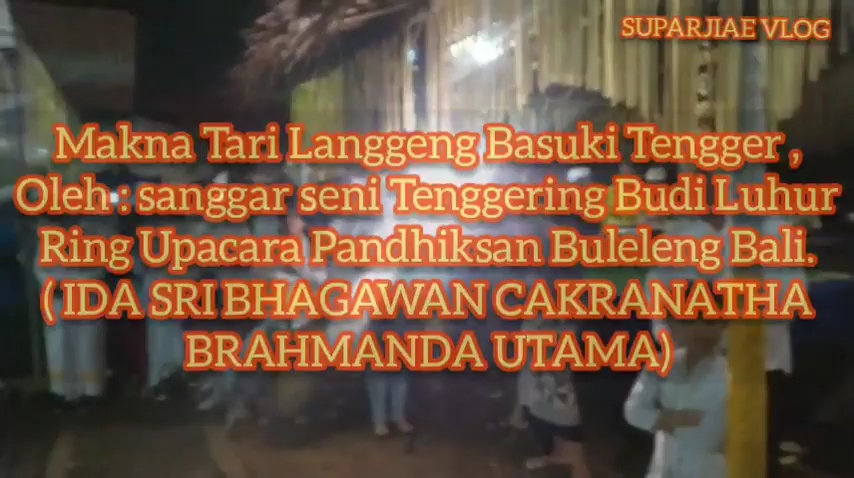 SUPARJIAE VLOG
Makna Tari Langgeng Basuki Tengger ,
Oleh : sanggar seni Tenggering Budi Luhur
Ring Upacara Pandhiksan Buleleng Bali.
( IDA SRI BHAGAWAN CAKRANATHA
BRAHMANDA UTAMA)